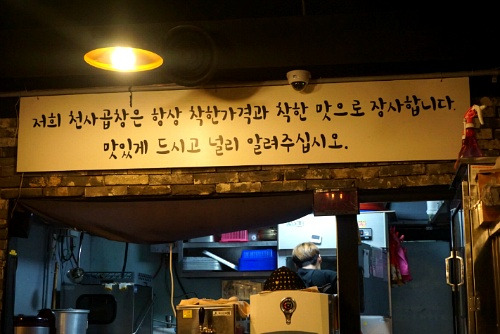 저희 천사곱창은 항상 착한가격과 착한 맛으로 장사합니다.
맛있게 드시고 널리 알려주십시오.